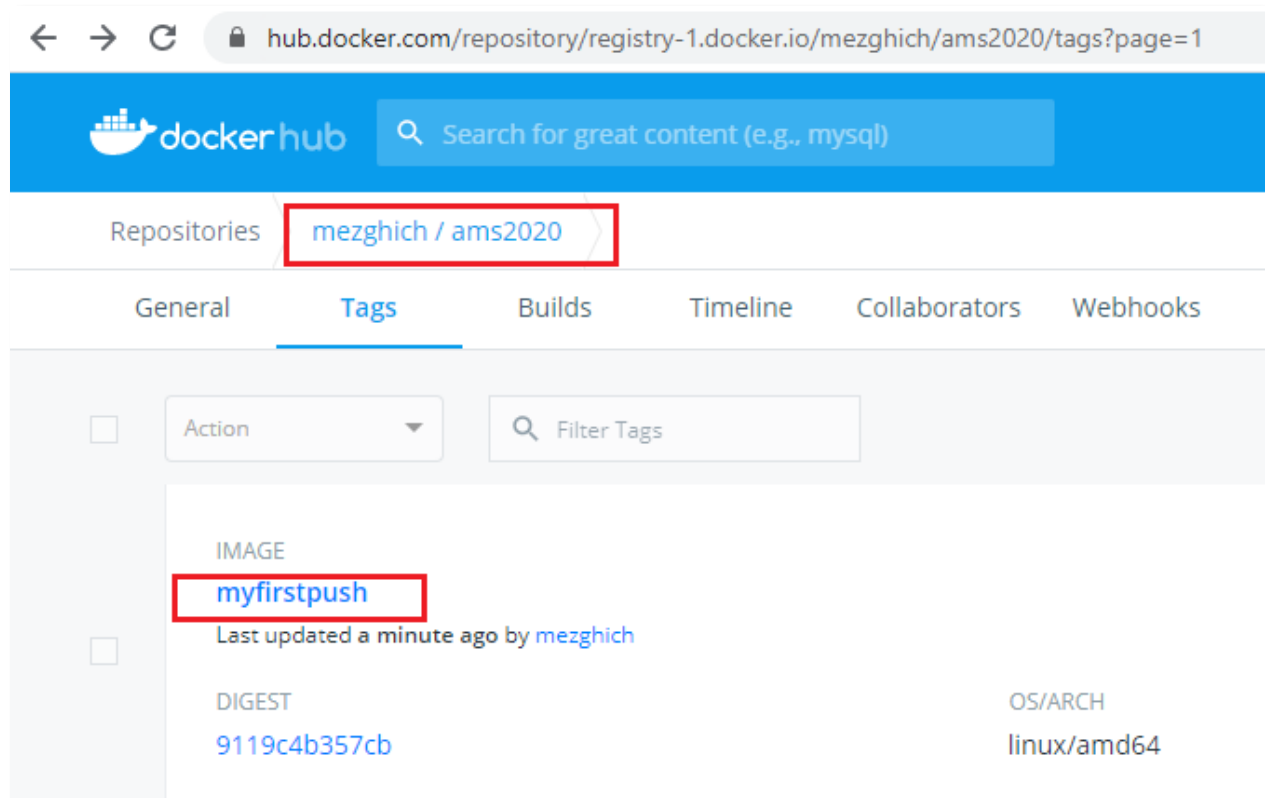 hub.docker.com/repository/registry-1.docker.io/mezghich/ams2020/tags?page=1
dockerhub Search for great content (e.g., mysql)
Repositories mezghich / ams2020
General Tags Builds Timeline Collaborators Webhooks
Action Filter Tags
IMAGE
myfirstpush
Last updated a minute ago by mezghich
DIGEST OS/ARCH
9119c4b357cb linux/amd64